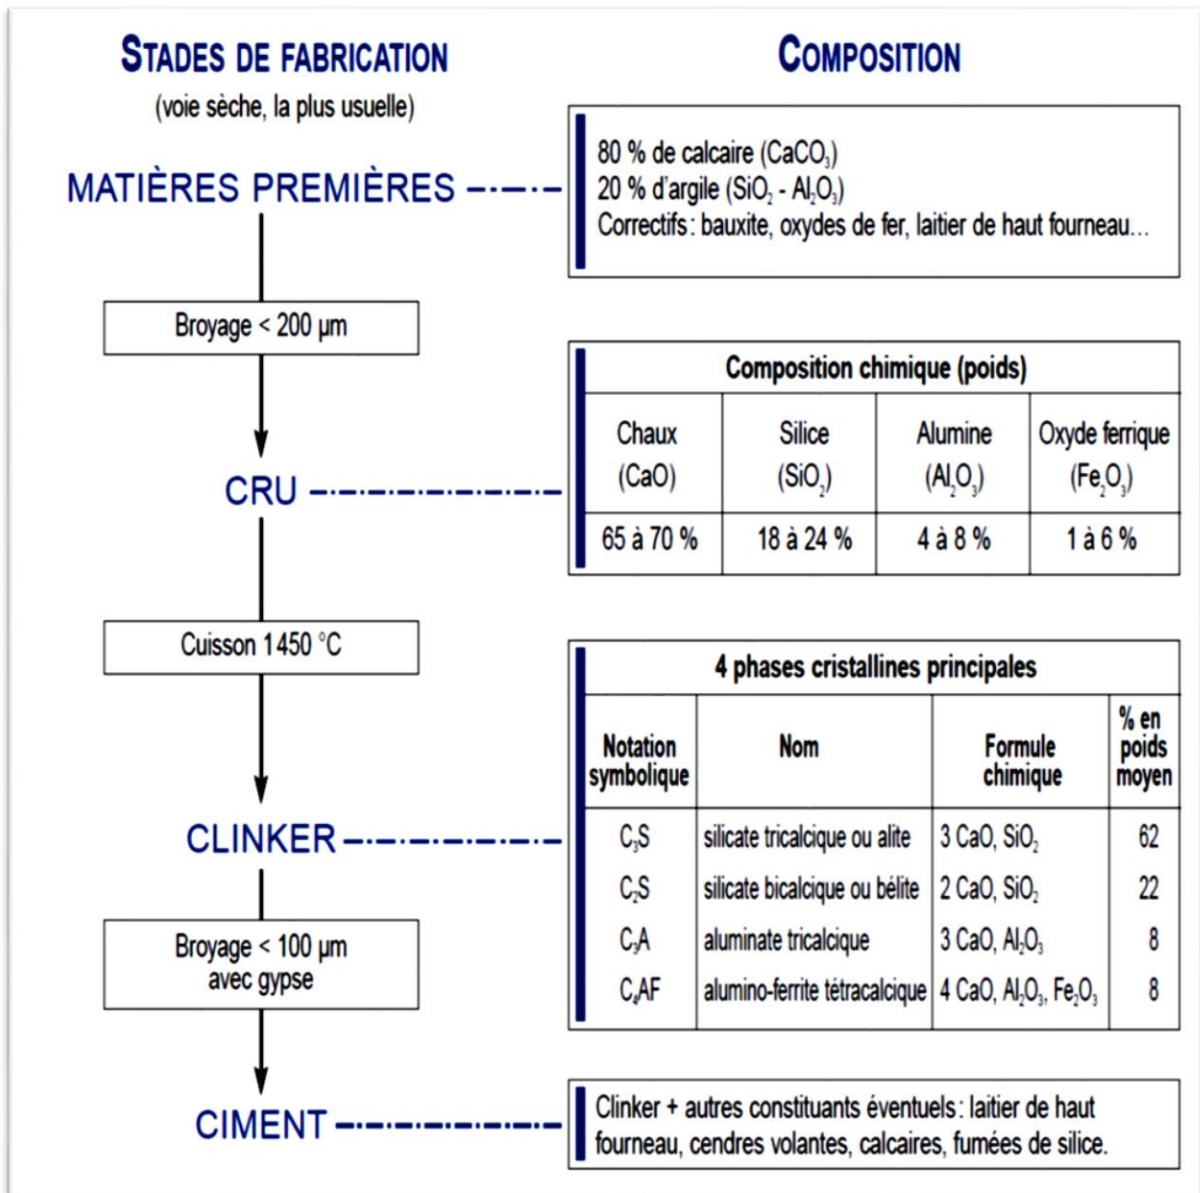 STADES DE FABRICATION
(voie sèche, la plus usuelle)
COMPOSITION
MATIÈRES PREMIÈRES
80 % de calcaire (CaCO₃)
20 % d'argile (SiO₂ - Al₂O₃)
Correctifs : bauxite, oxydes de fer, laitier de haut fourneau...
Broyage < 200 µm
CRU
Composition chimique (poids)
Chaux
(CaO)
Silice
(SiO₂)
Alumine
(Al₂O₃)
Oxyde ferrique
(Fe₂O₃)
65 à 70 %
18 à 24 %
4 à 8 %
1 à 6 %
Cuisson 1450 °C
CLINKER
4 phases cristallines principales
Notation
symbolique
Nom
Formule
chimique
% en
poids
moyen
C₃S silicate tricalcique ou alite 3 CaO, SiO₂ 62
C₂S silicate bicalcique ou bélite 2 CaO, SiO₂ 22
C₃A aluminate tricalcique 3 CaO, Al₂O₃ 8
C₄AF alumino-ferrite tétracalcique 4 CaO, Al₂O₃, Fe₂O₃ 8
Broyage < 100 µm
avec gypse
CIMENT
Clinker + autres constituants éventuels : laitier de haut
fourneau, cendres volantes, calcaires, fumées de silice.